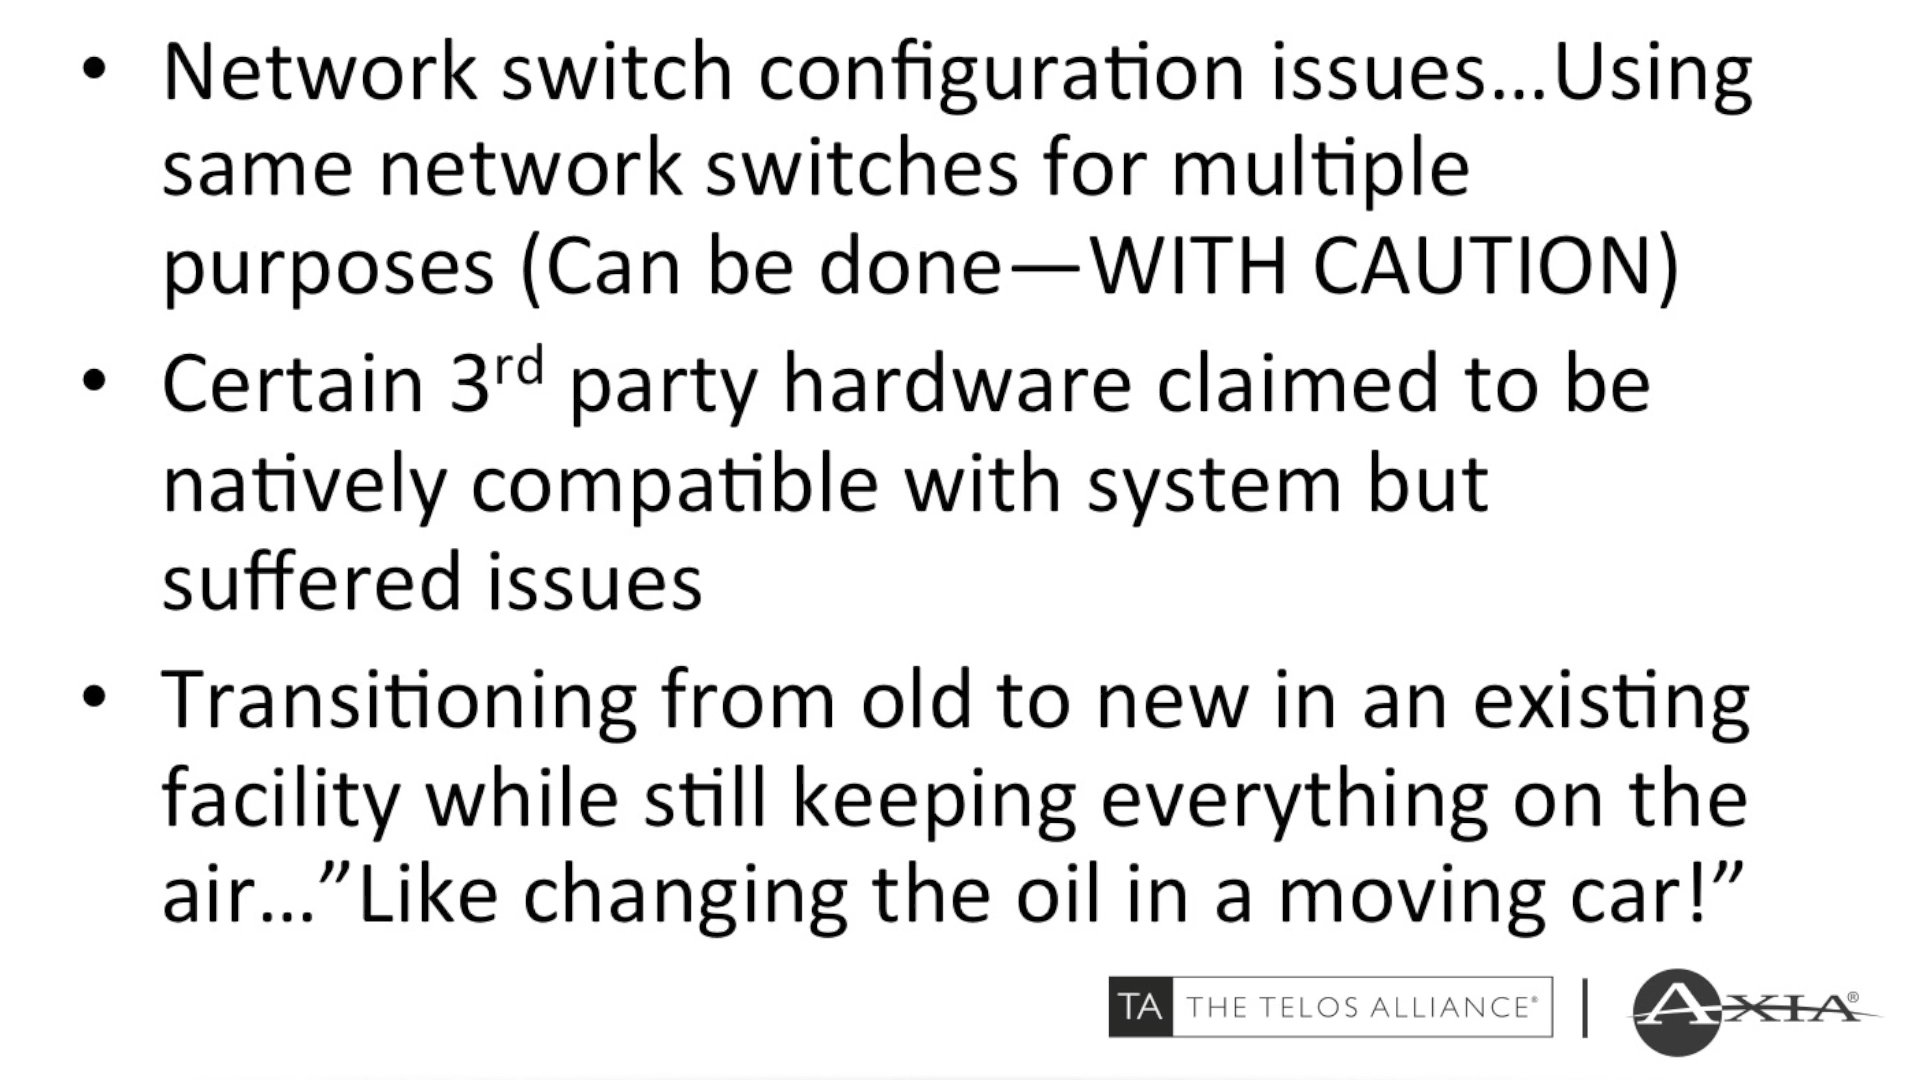 • Network switch configuration issues...Using
same network switches for multiple
purposes (Can be done—WITH CAUTION)
• Certain 3rd party hardware claimed to be
natively compatible with system but
suffered issues
• Transitioning from old to new in an existing
facility while still keeping everything on the
air...”Like changing the oil in a moving car!”
TA THE TELOS ALLIANCE® | AXIA®